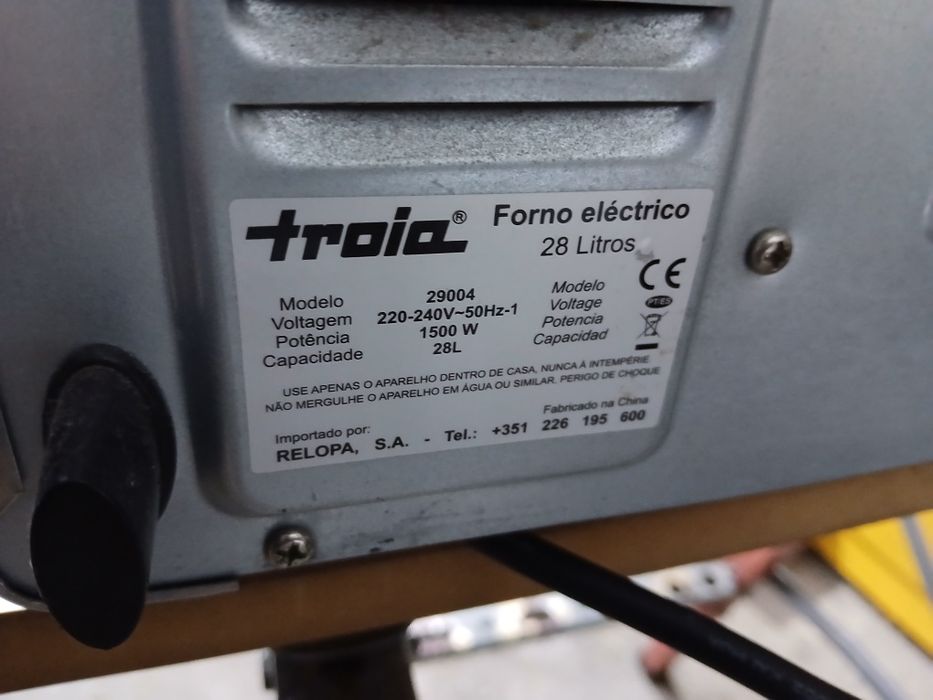 troia® Forno eléctrico
28 Litros
CE
Modelo 29004 Modelo
Voltagem 220-240V~50Hz-1 Voltage
Potência 1500 W Potencia
Capacidade 28L Capacidad
PT/ES
USE APENAS O APARELHO DENTRO DE CASA, NUNCA À INTEMPÉRIE
NÃO MERGULHE O APARELHO EM ÁGUA OU SIMILAR. PERIGO DE CHOQUE
Fabricado na China
Importado por:
RELOPA, S.A. - Tel.: +351 226 195 600